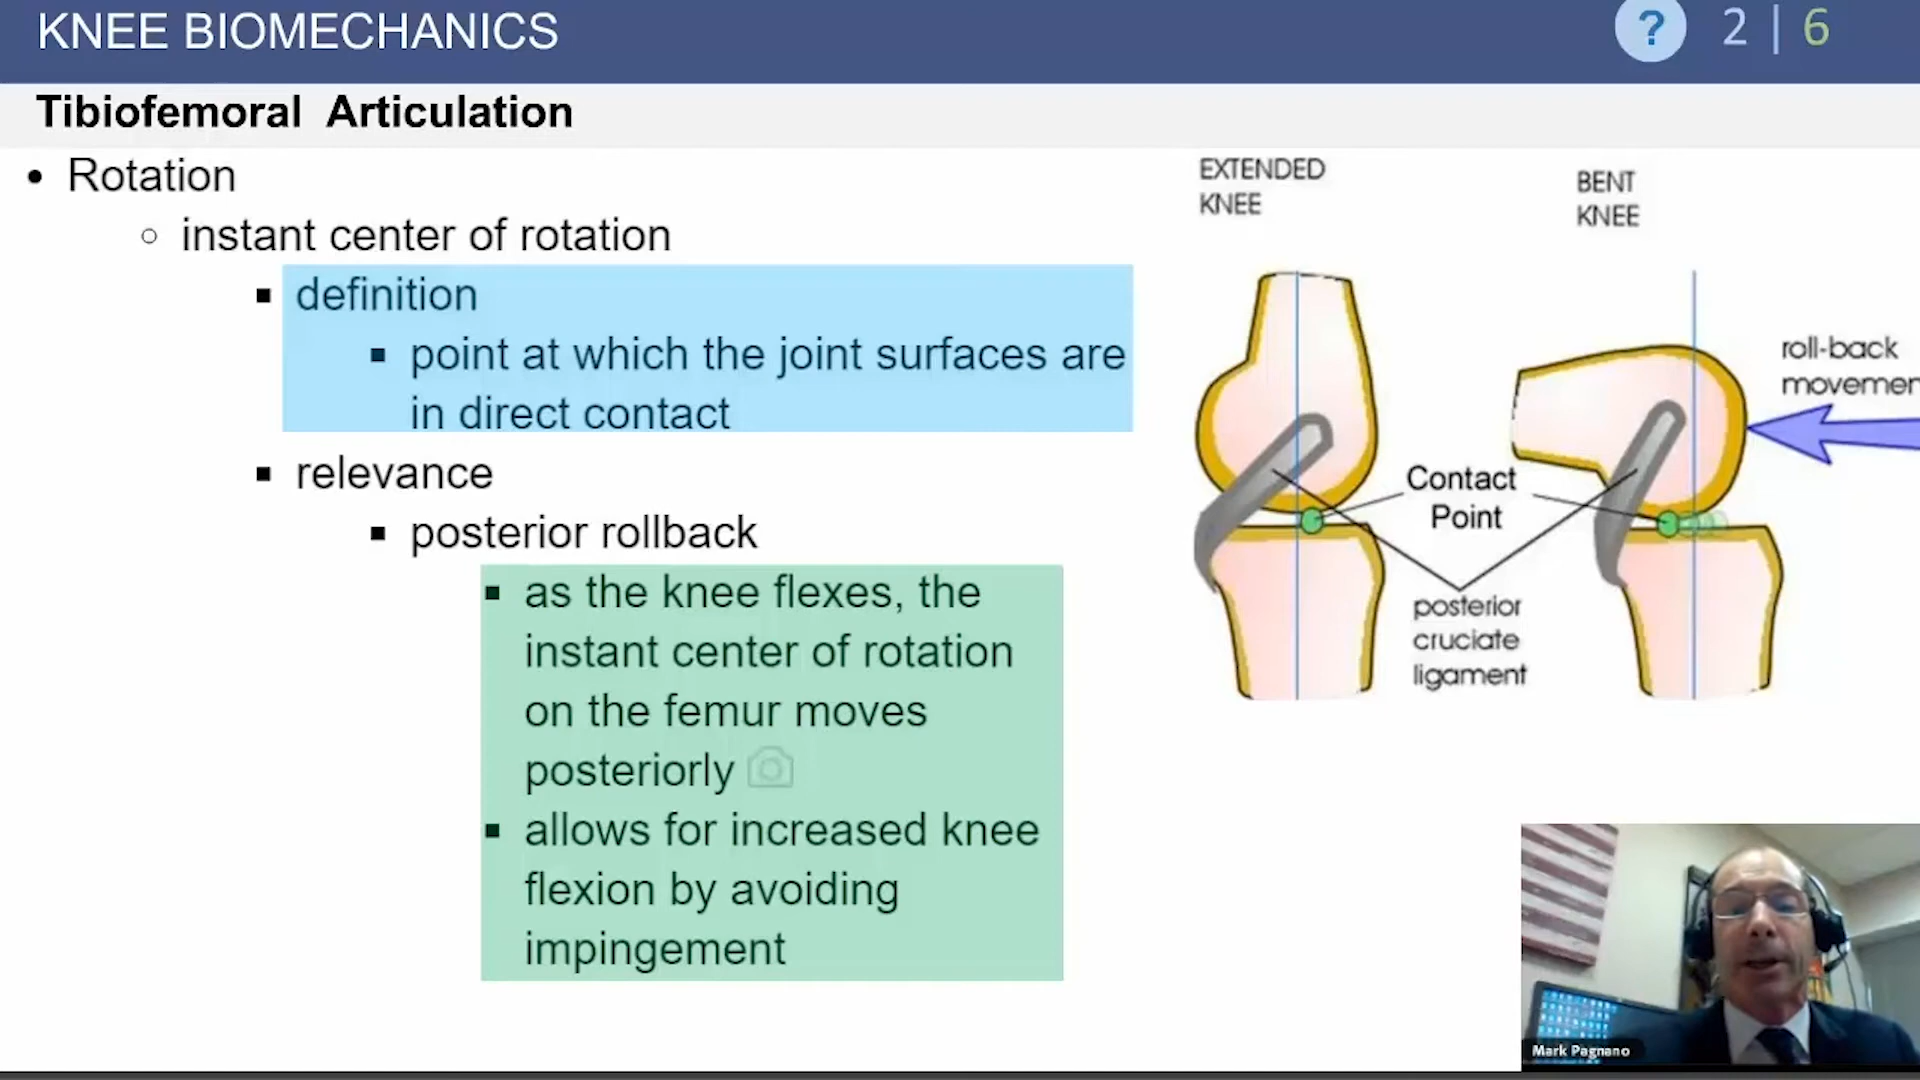 KNEE BIOMECHANICS
? 2 | 6
Tibiofemoral Articulation
• Rotation
○ instant center of rotation
▪ definition
▪ point at which the joint surfaces are
in direct contact
▪ relevance
▪ posterior rollback
▪ as the knee flexes, the
instant center of rotation
on the femur moves
posteriorly
▪ allows for increased knee
flexion by avoiding
impingement
EXTENDED
KNEE
BENT
KNEE
roll-back
movemen
Contact
Point
posterior
cruciate
ligament
Mark Pagnano